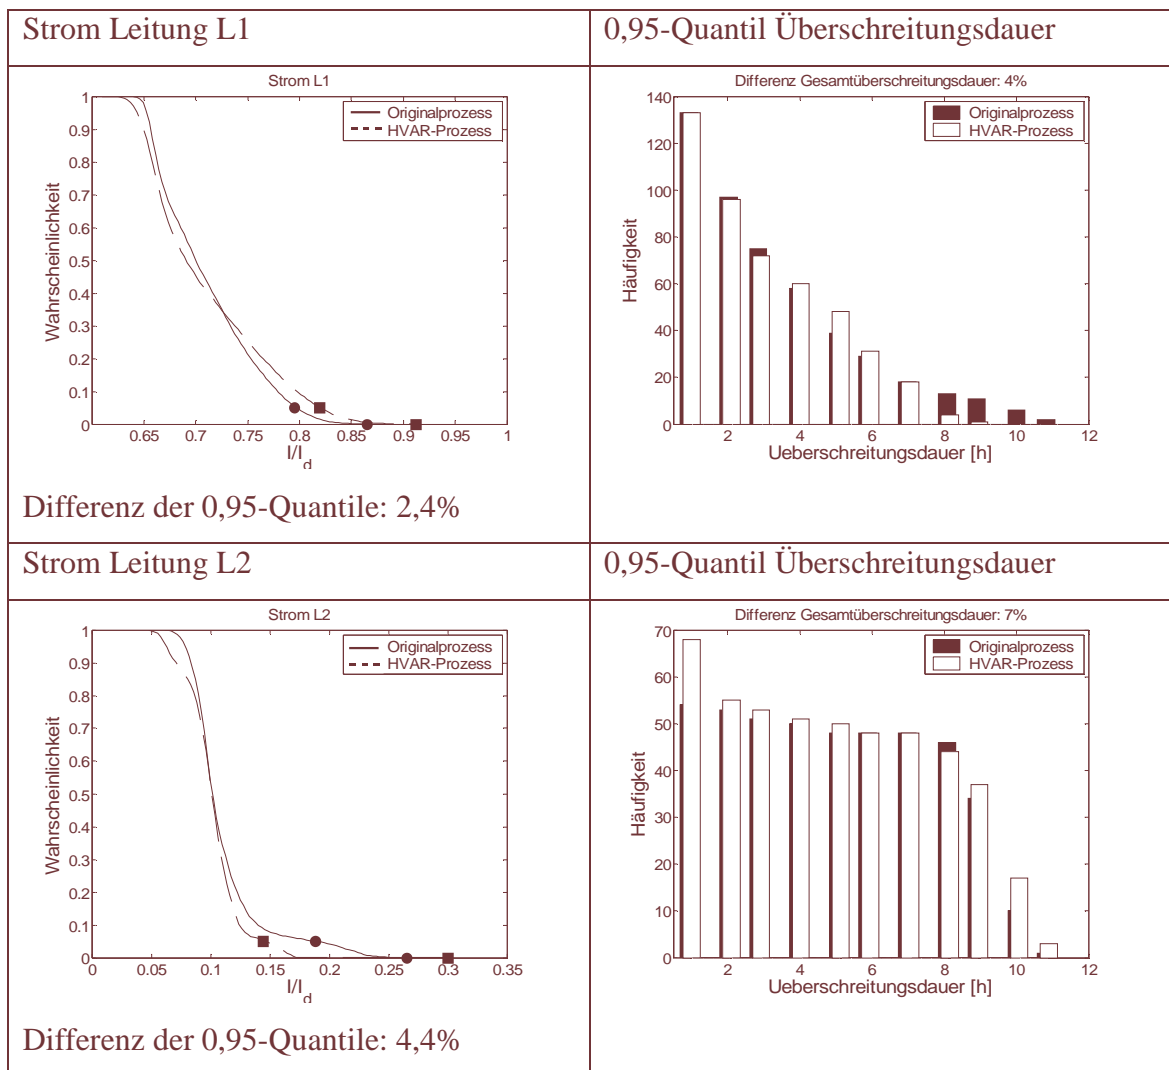 Strom Leitung L1
0,95-Quantil Überschreitungsdauer
Strom L1
Originalprozess
HVAR-Prozess
Wahrscheinlichkeit
1
0.9
0.8
0.7
0.6
0.5
0.4
0.3
0.2
0.1
0
0.65 0.7 0.75 0.8 0.85 0.9 0.95 1
I/I_d
Differenz der 0,95-Quantile: 2,4%
Differenz Gesamtüberschreitungsdauer: 4%
Originalprozess
HVAR-Prozess
Häufigkeit
140
120
100
80
60
40
20
0
2 4 6 8 10 12
Ueberschreitungsdauer [h]
Strom Leitung L2
0,95-Quantil Überschreitungsdauer
Strom L2
Originalprozess
HVAR-Prozess
Wahrscheinlichkeit
1
0.9
0.8
0.7
0.6
0.5
0.4
0.3
0.2
0.1
0
0 0.05 0.1 0.15 0.2 0.25 0.3 0.35
I/I_d
Differenz der 0,95-Quantile: 4,4%
Differenz Gesamtüberschreitungsdauer: 7%
Originalprozess
HVAR-Prozess
Häufigkeit
70
60
50
40
30
20
10
0
2 4 6 8 10 12
Ueberschreitungsdauer [h]